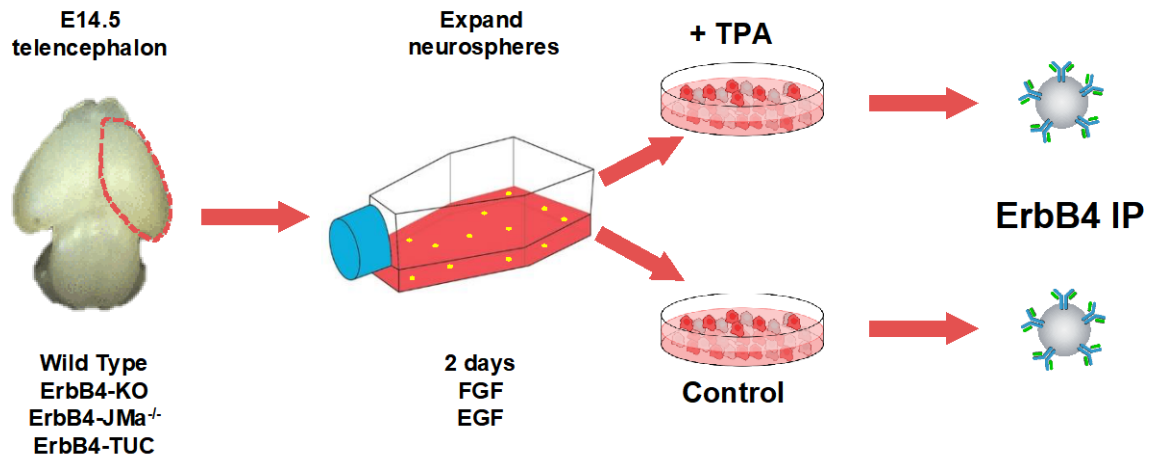 E14.5
telencephalon
Expand
neurospheres
+ TPA
ErbB4 IP
Wild Type
ErbB4-KO
ErbB4-JMa⁻/⁻
ErbB4-TUC
2 days
FGF
EGF
Control